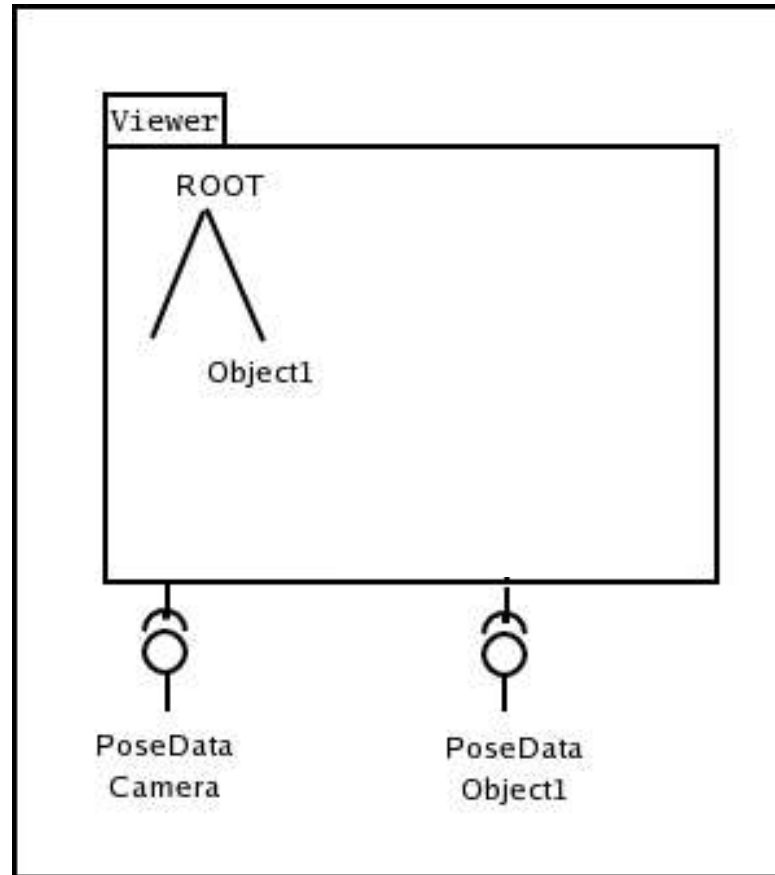 Viewer
ROOT
Object1
PoseData
Camera
PoseData
Object1